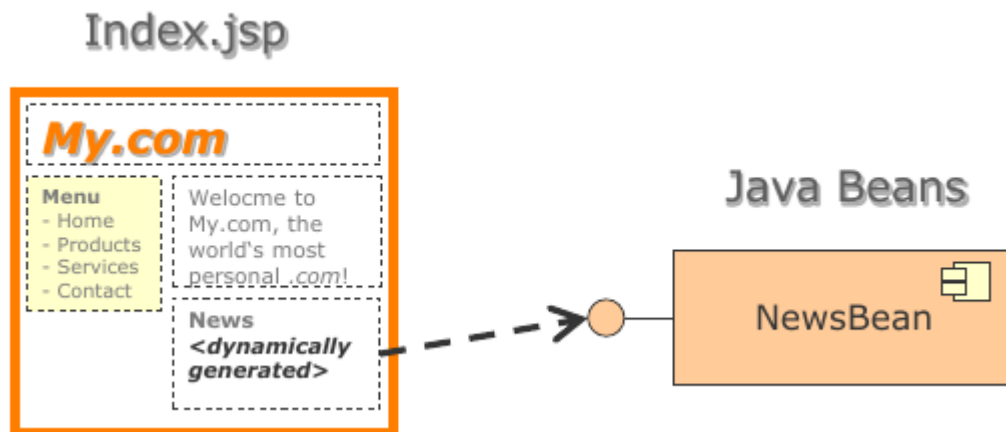 Index.jsp
My.com
Menu
- Home
- Products
- Services
- Contact
Welocme to
My.com, the
world's most
personal .com!
News
<dynamically
generated>
Java Beans
NewsBean